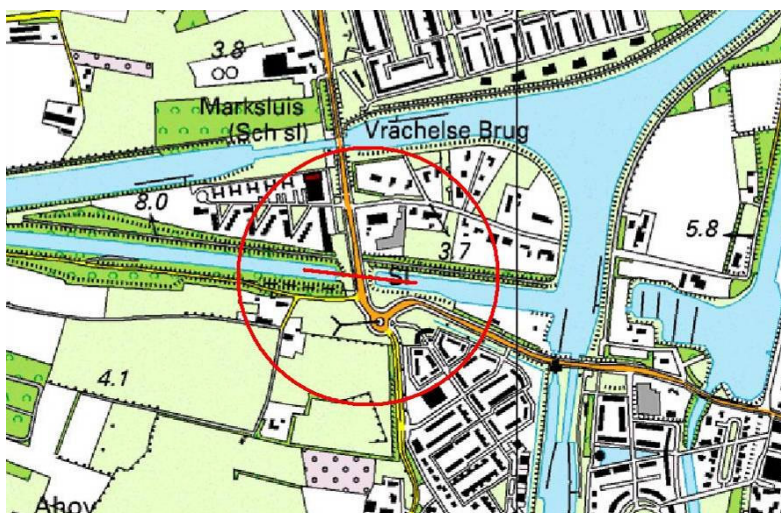 3.8
Marksluis
(Sch sl)
Vrachelse Brug
8.0
3.7
5.8
Sl
4.1
Ahoy